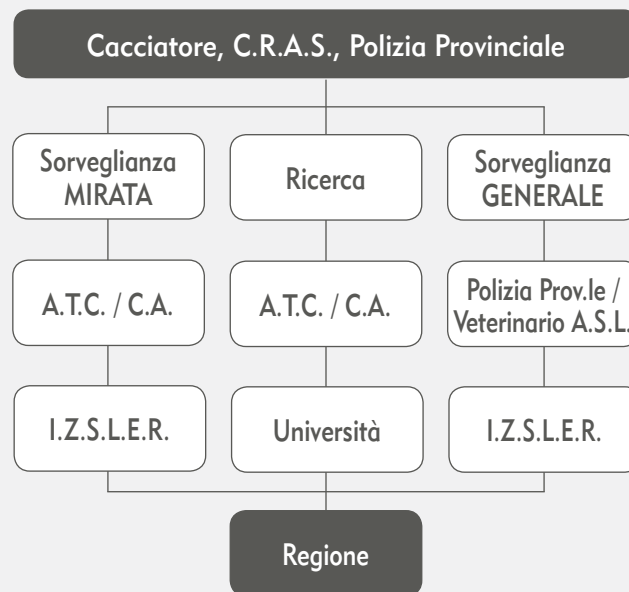 Cacciatore, C.R.A.S., Polizia Provinciale
Sorveglianza
MIRATA
Ricerca
Sorveglianza
GENERALE
A.T.C. / C.A.
A.T.C. / C.A.
Polizia Prov.le /
Veterinario A.S.L.
I.Z.S.L.E.R.
Università
I.Z.S.L.E.R.
Regione